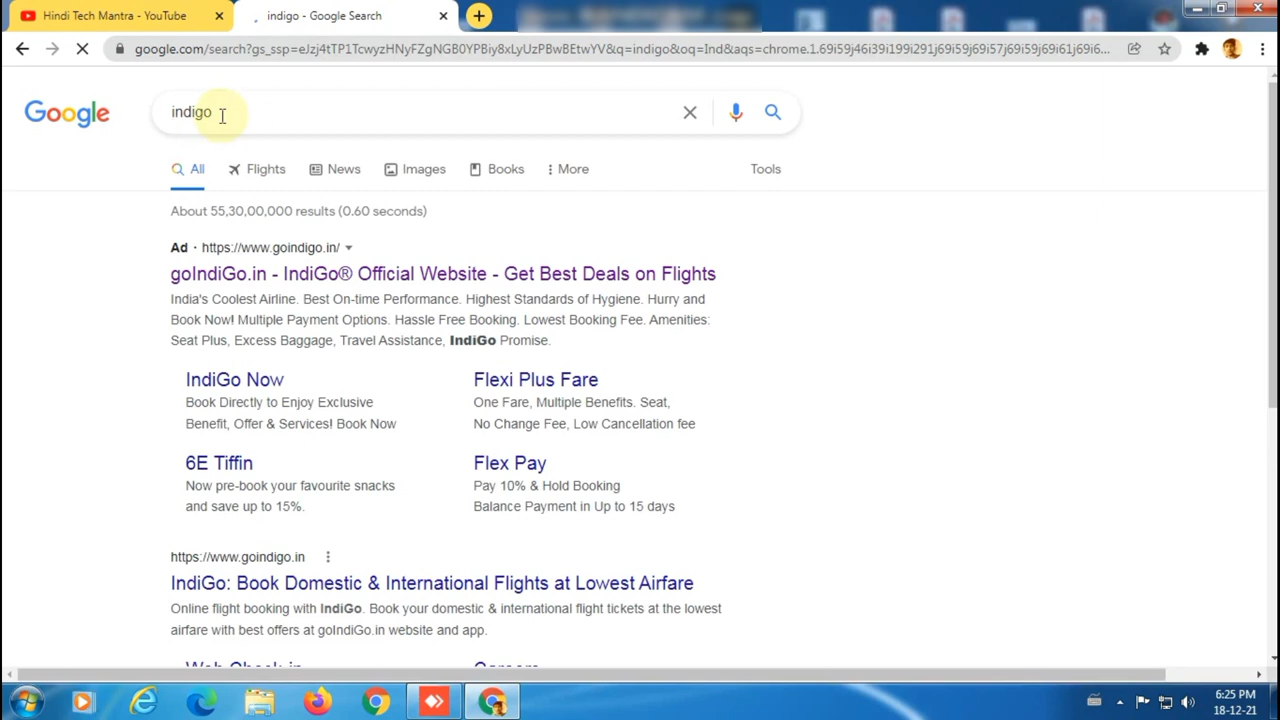 Hindi Tech Mantra - YouTube
indigo - Google Search
google.com/search?gs_ssp=eJzj4tTP1TcwyzHNyFZgNGB0YPBiy8xLyUzPBwBEtwYV&q=indigo&oq=Ind&aqs=chrome.1.69i59j46i39i199i291j69i59j69i57j69i59j69i61j69i6...
Google
indigo
All
Flights
News
Images
Books
More
Tools
About 55,30,00,000 results (0.60 seconds)
Ad · https://www.goindigo.in/
goIndiGo.in - IndiGo® Official Website - Get Best Deals on Flights
India's Coolest Airline. Best On-time Performance. Highest Standards of Hygiene. Hurry and
Book Now! Multiple Payment Options. Hassle Free Booking. Lowest Booking Fee. Amenities:
Seat Plus, Excess Baggage, Travel Assistance, IndiGo Promise.
IndiGo Now
Book Directly to Enjoy Exclusive
Benefit, Offer & Services! Book Now
Flexi Plus Fare
One Fare, Multiple Benefits. Seat,
No Change Fee, Low Cancellation fee
6E Tiffin
Now pre-book your favourite snacks
and save up to 15%.
Flex Pay
Pay 10% & Hold Booking
Balance Payment in Up to 15 days
https://www.goindigo.in
IndiGo: Book Domestic & International Flights at Lowest Airfare
Online flight booking with IndiGo. Book your domestic & international flight tickets at the lowest
airfare with best offers at goIndiGo.in website and app.
Web Check-in
Careers
6:25 PM
18-12-21